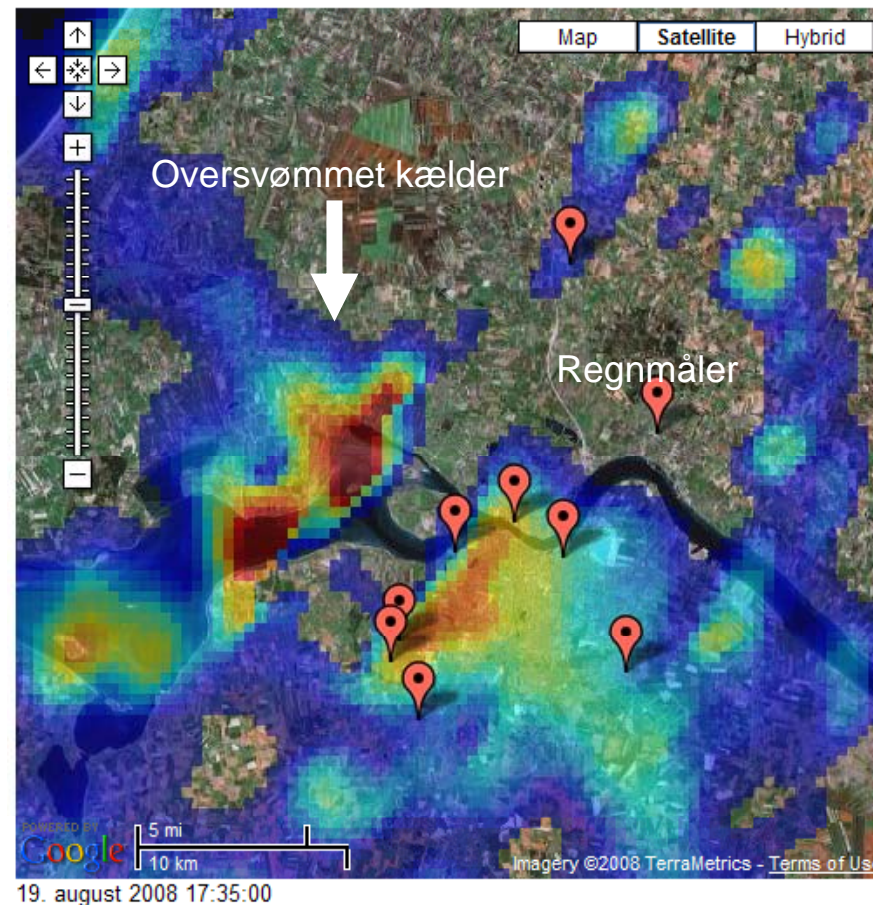 Map Satellite Hybrid
Oversvømmet kælder
Regnmåler
POWERED BY
Google
5 mi
10 km
Imagery ©2008 TerraMetrics - Terms of Use
19. august 2008 17:35:00